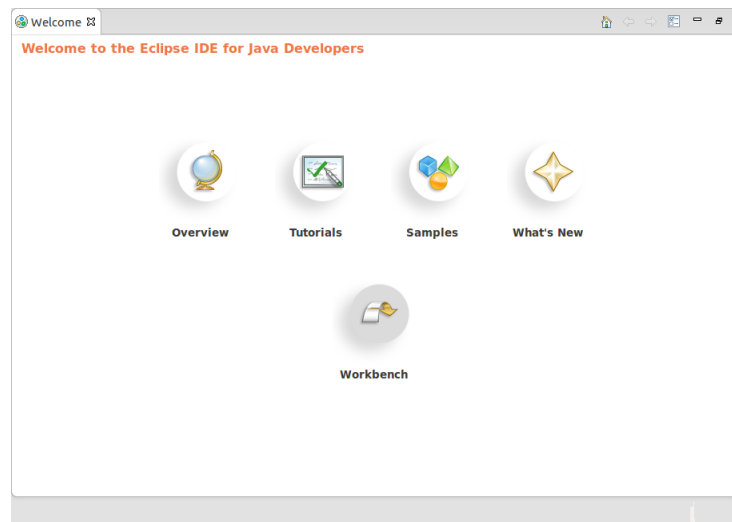 Welcome
Welcome to the Eclipse IDE for Java Developers
Overview Tutorials Samples What's New
Workbench